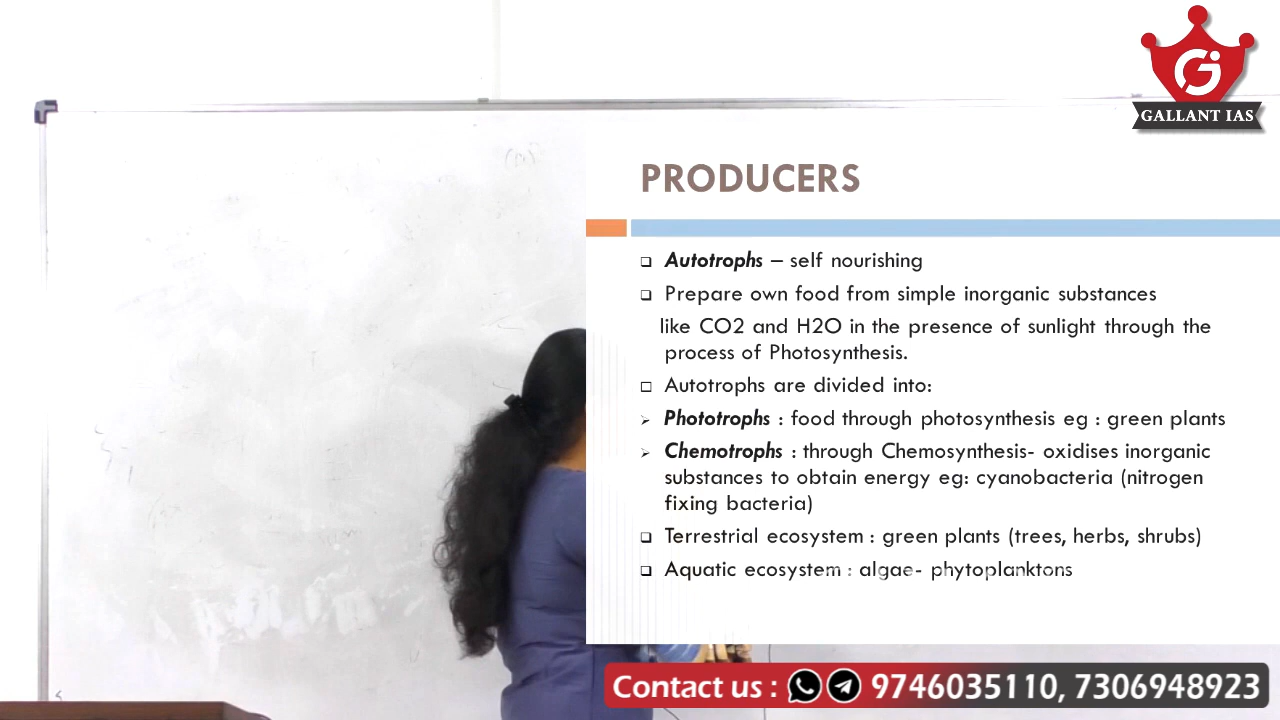 GALLANT IAS
PRODUCERS
Autotrophs – self nourishing
Prepare own food from simple inorganic substances
like CO2 and H2O in the presence of sunlight through the
process of Photosynthesis.
Autotrophs are divided into:
Phototrophs : food through photosynthesis eg : green plants
Chemotrophs : through Chemosynthesis- oxidises inorganic
substances to obtain energy eg: cyanobacteria (nitrogen
fixing bacteria)
Terrestrial ecosystem : green plants (trees, herbs, shrubs)
Aquatic ecosystem : algae- phytoplanktons
Contact us : 9746035110, 7306948923